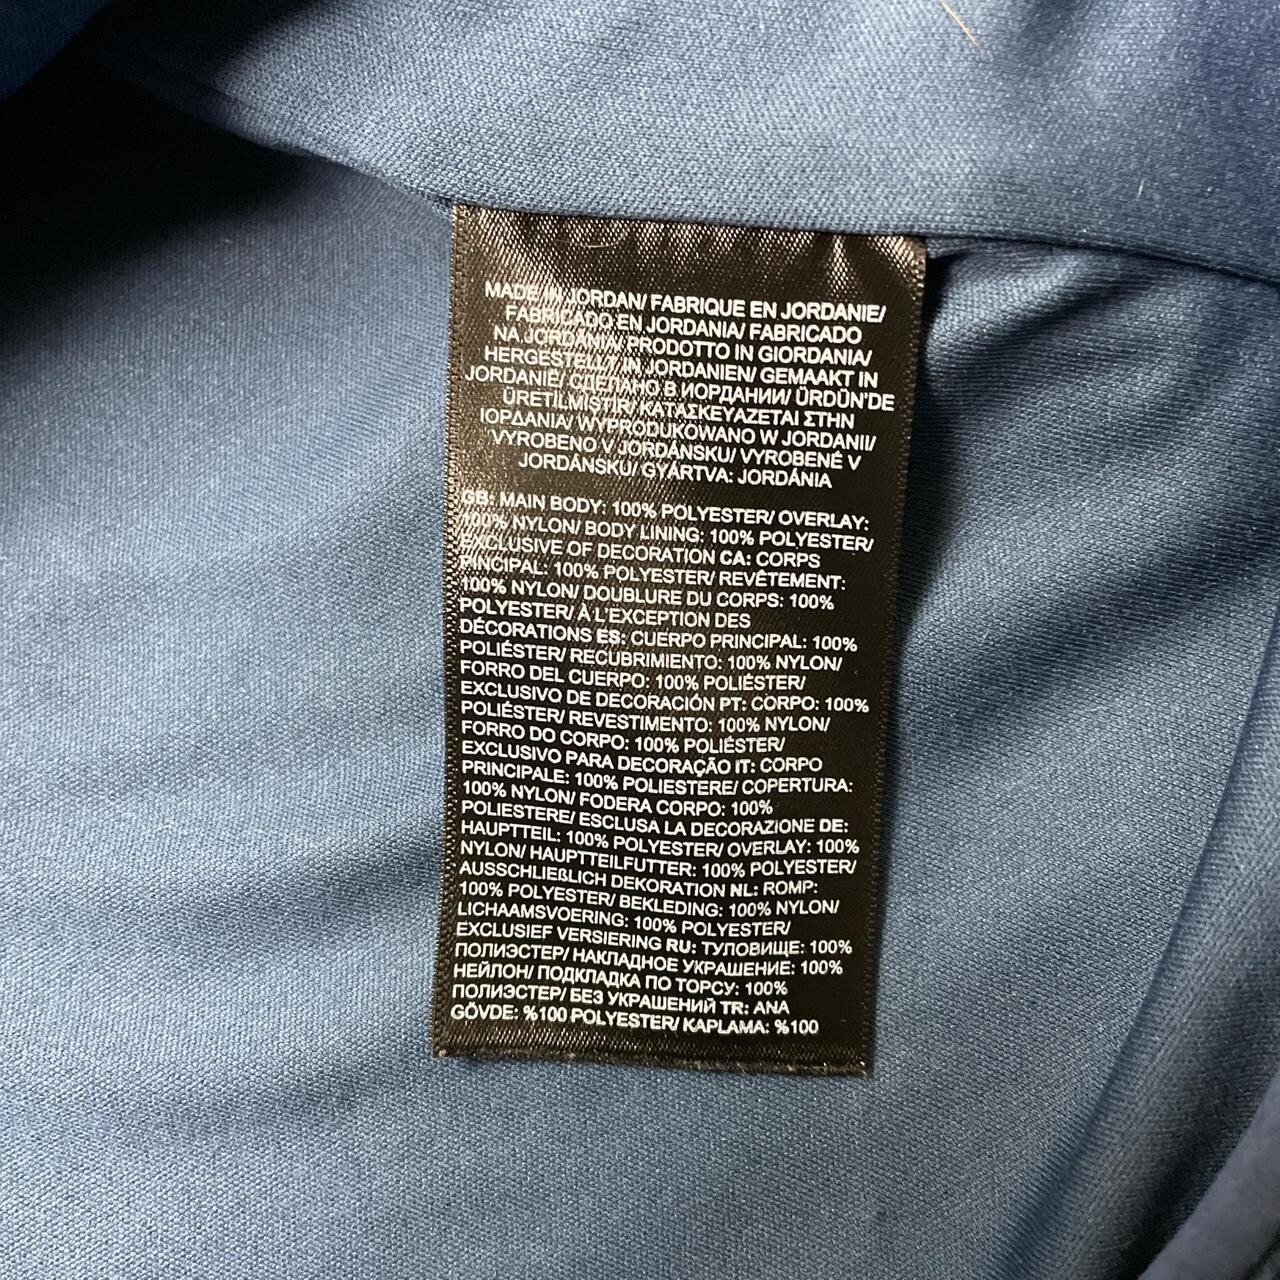 MADE IN JORDAN/ FABRIQUE EN JORDANIE/
FABRICADO EN JORDANIA/ FABRICADO
NA JORDÂNIA/ PRODOTTO IN GIORDANIA/
HERGESTELLT IN JORDANIEN/ GEMAAKT IN
JORDANIË/ СДЕЛАНО В ИОРДАНИИ/ ÜRDÜN'DE
ÜRETİLMİŞTİR/ ΚΑΤΑΣΚΕΥΑΖΕΤΑΙ ΣΤΗΝ
ΙΟΡΔΑΝΙΑ/ WYPRODUKOWANO W JORDANII/
VYROBENO V JORDÁNSKU/ VYROBENÉ V
JORDÁNSKU/ GYÁRTVA: JORDÁNIA
GB: MAIN BODY: 100% POLYESTER/ OVERLAY:
100% NYLON/ BODY LINING: 100% POLYESTER/
EXCLUSIVE OF DECORATION CA: CORPS
PINCIPAL: 100% POLYESTER/ REVÊTEMENT:
100% NYLON/ DOUBLURE DU CORPS: 100%
POLYESTER/ À L'EXCEPTION DES
DÉCORATIONS ES: CUERPO PRINCIPAL: 100%
POLIÉSTER/ RECUBRIMIENTO: 100% NYLON/
FORRO DEL CUERPO: 100% POLIÉSTER/
EXCLUSIVO DE DECORACIÓN PT: CORPO: 100%
POLIÉSTER/ REVESTIMENTO: 100% NYLON/
FORRO DO CORPO: 100% POLIÉSTER/
EXCLUSIVO PARA DECORAÇÃO IT: CORPO
PRINCIPALE: 100% POLIESTERE/ COPERTURA:
100% NYLON/ FODERA CORPO: 100%
POLIESTERE/ ESCLUSA LA DECORAZIONE DE:
HAUPTTEIL: 100% POLYESTER/ OVERLAY: 100%
NYLON/ HAUPTTEILFUTTER: 100% POLYESTER/
AUSSCHLIEßLICH DEKORATION NL: ROMP:
100% POLYESTER/ BEKLEDING: 100% NYLON/
LICHAAMSVOERING: 100% POLYESTER/
EXCLUSIEF VERSIERING RU: ТУЛОВИЩЕ: 100%
ПОЛИЭСТЕР/ НАКЛАДНОЕ УКРАШЕНИЕ: 100%
НЕЙЛОН/ ПОДКЛАДКА ПО ТОРСУ: 100%
ПОЛИЭСТЕР/ БЕЗ УКРАШЕНИЙ TR: ANA
GÖVDE: %100 POLYESTER/ KAPLAMA: %100